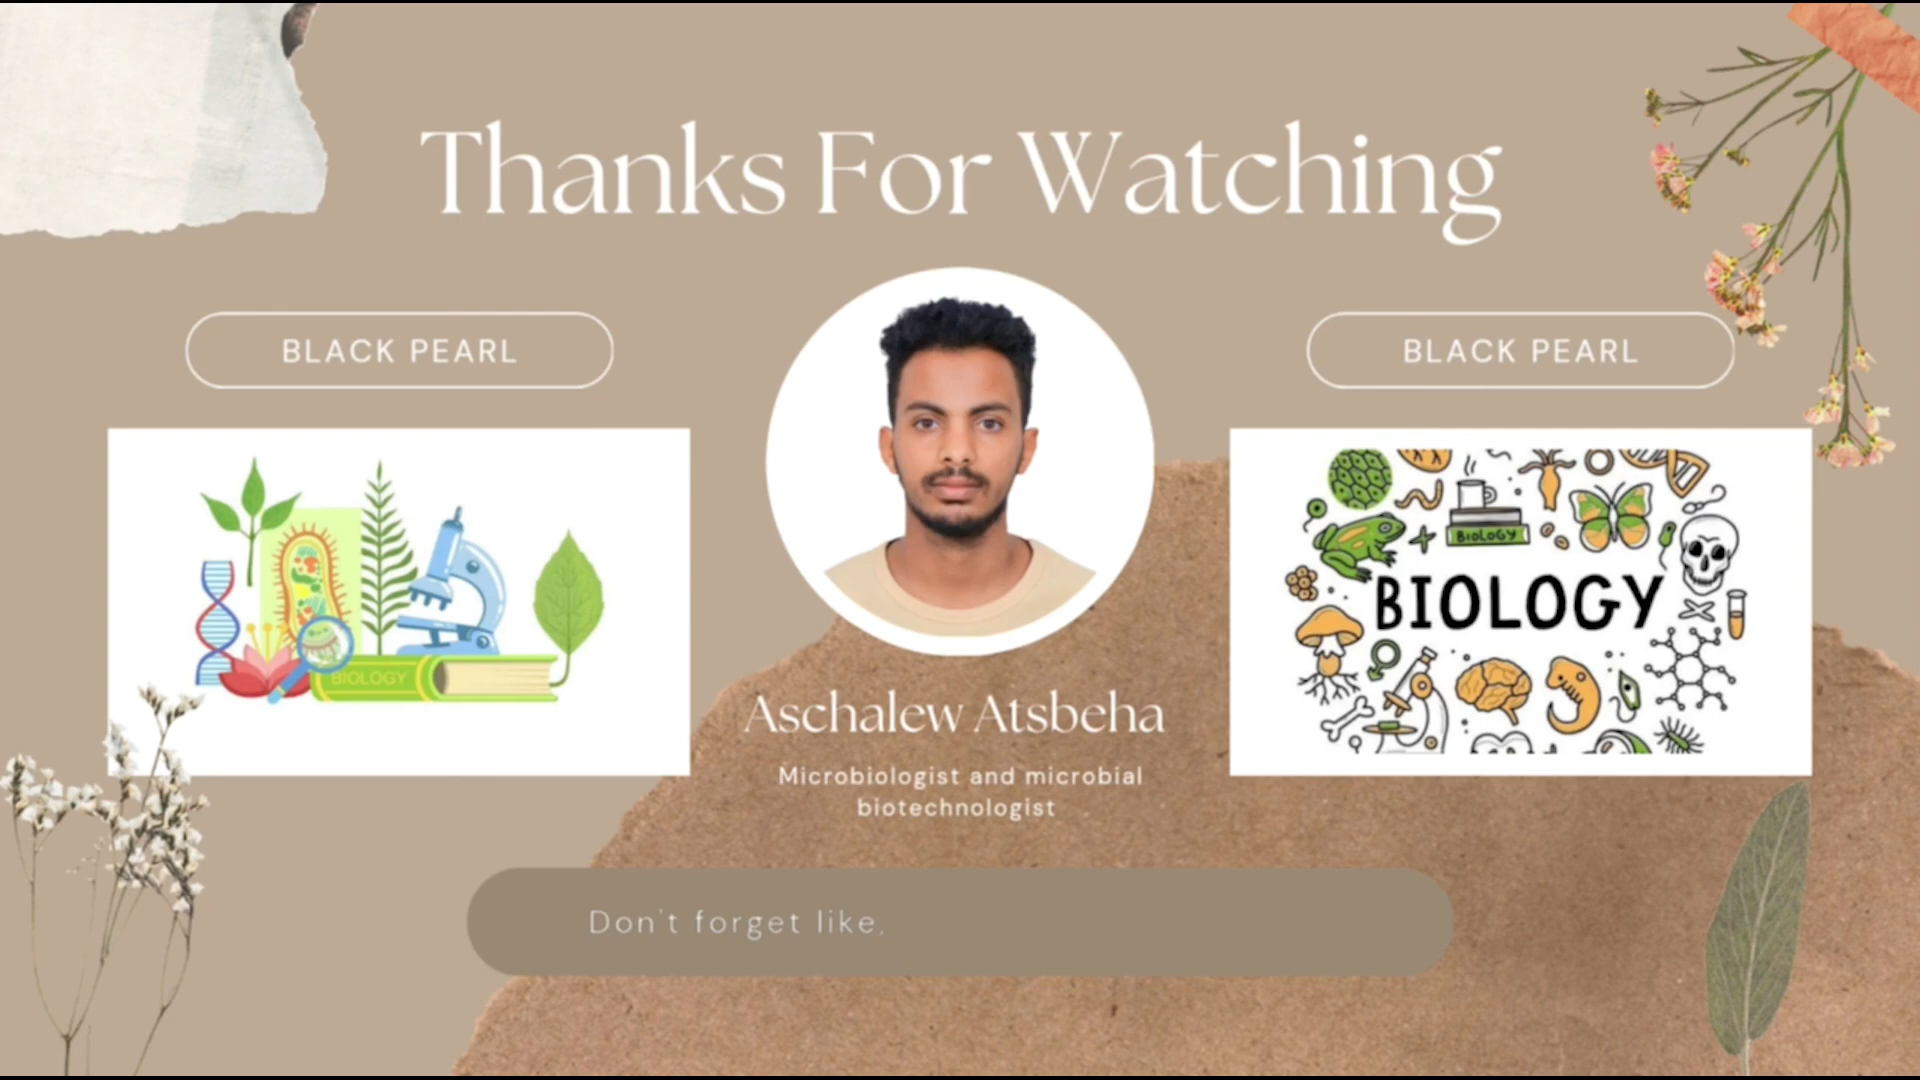 Thanks For Watching
BLACK PEARL
BLACK PEARL
BIOLOGY
BIOLOGY
BIOLOGY
Aschalew Atsbeha
Microbiologist and microbial
biotechnologist
Don't forget like,